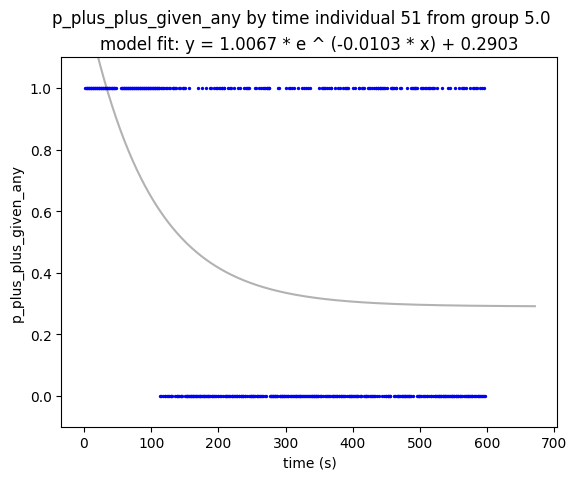 p_plus_plus_given_any by time individual 51 from group 5.0
model fit: y = 1.0067 * e ^ (-0.0103 * x) + 0.2903
1.0
0.8
0.6
0.4
0.2
0.0
p_plus_plus_given_any
0 100 200 300 400 500 600 700
time (s)